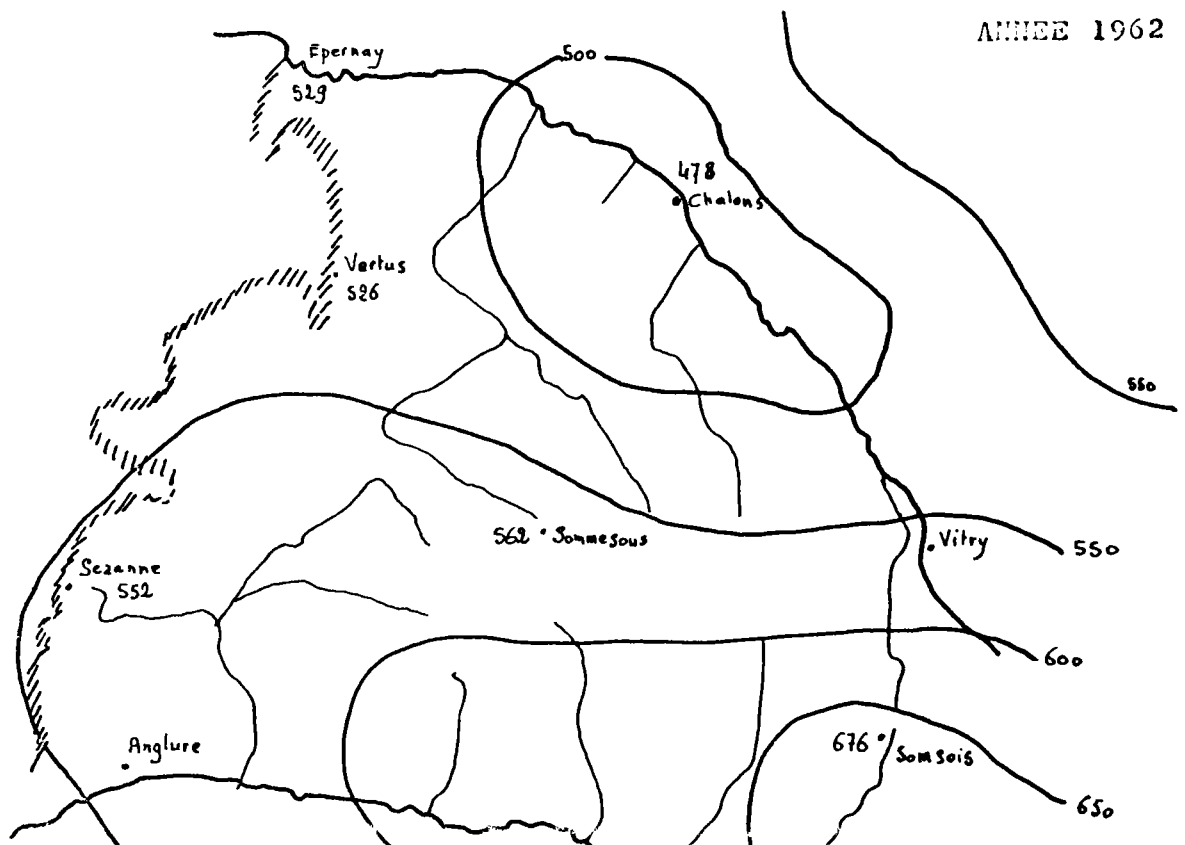 ANNEE 1962
500
Epernay
529
478
Chalons
Vertus
526
550
562 Sommesous
Vitry
550
Sezanne
552
600
Anglure
676 Somsois
650